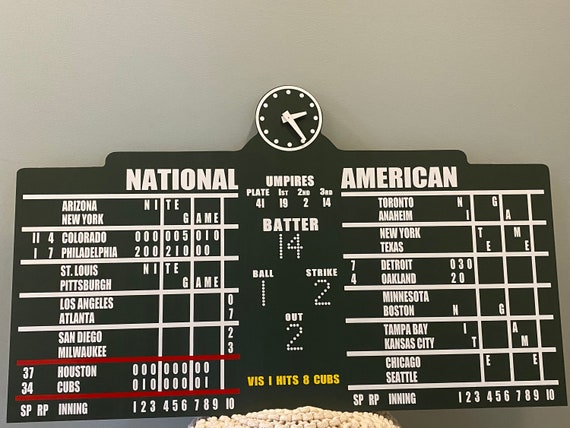 NATIONAL
ARIZONA N I T E
NEW YORK G A M E
11 4 COLORADO 0 0 0 0 0 5 0 1 0
1 7 PHILADELPHIA 2 0 0 2 1 0 0 0
ST. LOUIS N I T E
PITTSBURGH G A M E
LOS ANGELES 0
ATLANTA 7
SAN DIEGO 2
MILWAUKEE 3
37 HOUSTON 0 0 0 0 0 0 0 0
34 CUBS 0 1 0 0 0 0 0 1
SP RP INNING 1 2 3 4 5 6 7 8 9 10
UMPIRES
PLATE 1ST 2ND 3RD
41 19 2 14
BATTER
14
BALL STRIKE
1 2
OUT
2
VIS 1 HITS 8 CUBS
AMERICAN
TORONTO N G
ANAHEIM I A
NEW YORK T M
TEXAS E E
7 DETROIT 0 3 0
4 OAKLAND 2 0
MINNESOTA
BOSTON N G
TAMPA BAY I A
KANSAS CITY T M
CHICAGO E E
SEATTLE
SP RP INNING 1 2 3 4 5 6 7 8 9 10